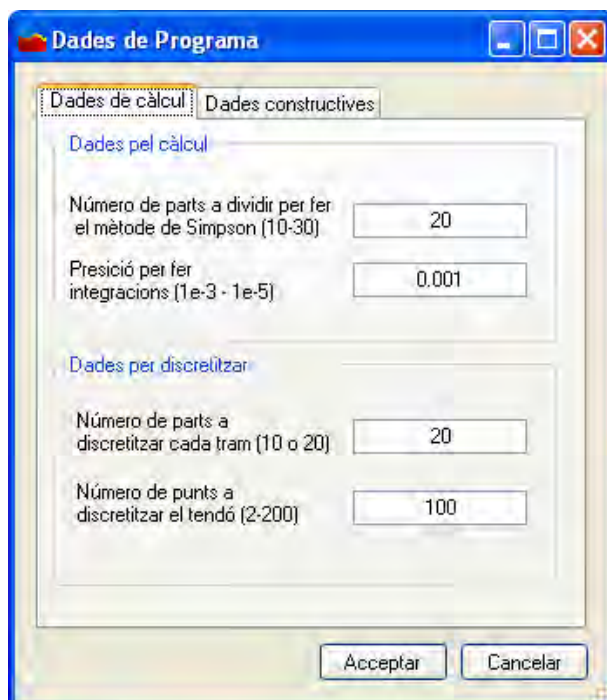 Dades de Programa
Dades de càlcul
Dades constructives
Dades pel càlcul
Número de parts a dividir per fer
el mètode de Simpson (10-30)
20
Presició per fer
integracions (1e-3 - 1e-5)
0.001
Dades per discretitzar
Número de parts a
discretitzar cada tram (10 o 20)
20
Número de punts a
discretitzar el tendó (2-200)
100
Acceptar
Cancelar